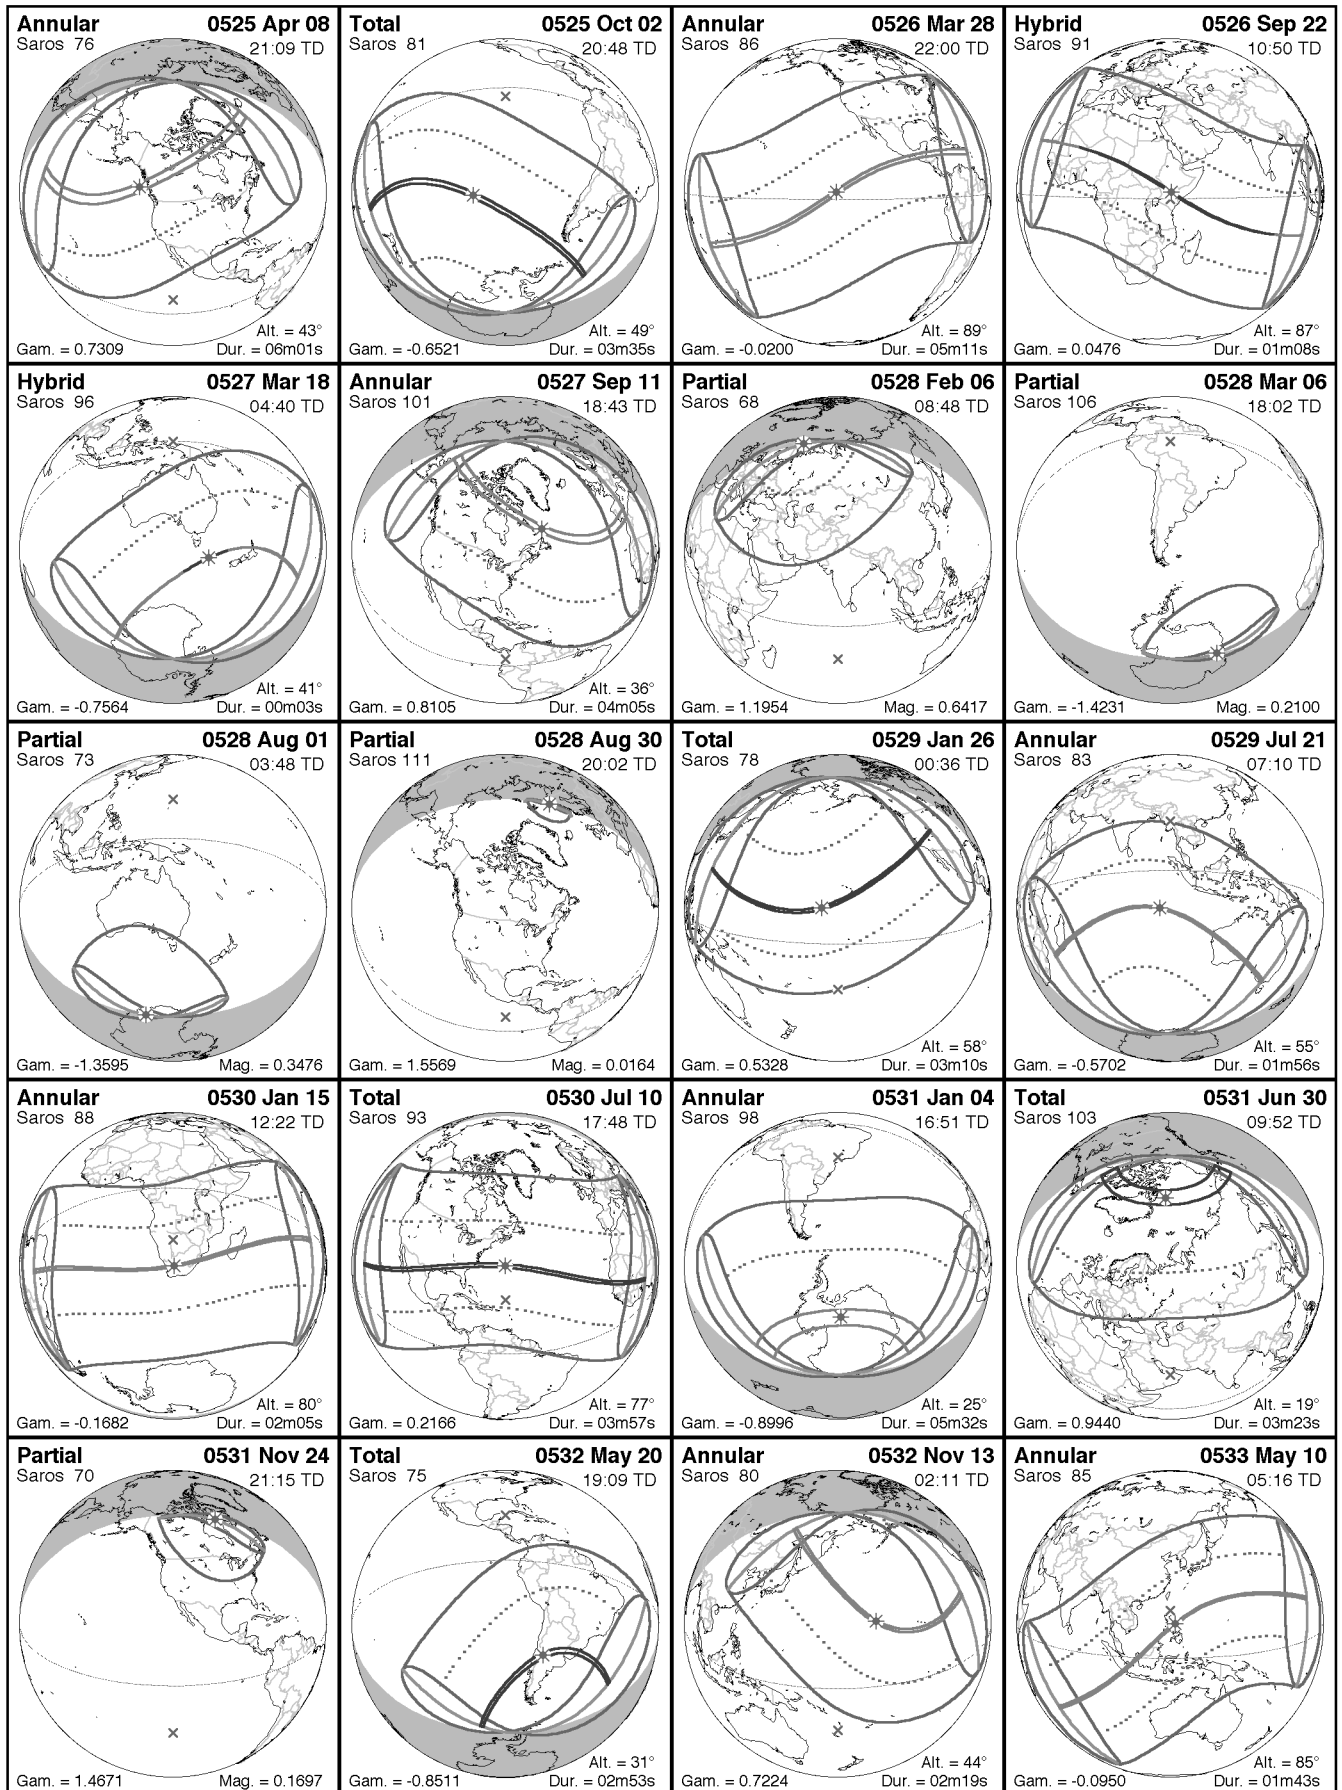 Annular 0525 Apr 08
Saros 76 21:09 TD
Alt. = 43°
Gam. = 0.7309 Dur. = 06m01s
Total 0525 Oct 02
Saros 81 20:48 TD
Alt. = 49°
Gam. = -0.6521 Dur. = 03m35s
Annular 0526 Mar 28
Saros 86 22:00 TD
Alt. = 89°
Gam. = -0.0200 Dur. = 05m11s
Hybrid 0526 Sep 22
Saros 91 10:50 TD
Alt. = 87°
Gam. = 0.0476 Dur. = 01m08s
Hybrid 0527 Mar 18
Saros 96 04:40 TD
Alt. = 41°
Gam. = -0.7564 Dur. = 00m03s
Annular 0527 Sep 11
Saros 101 18:43 TD
Alt. = 36°
Gam. = 0.8105 Dur. = 04m05s
Partial 0528 Feb 06
Saros 68 08:48 TD
Gam. = 1.1954 Mag. = 0.6417
Partial 0528 Mar 06
Saros 106 18:02 TD
Gam. = -1.4231 Mag. = 0.2100
Partial 0528 Aug 01
Saros 73 03:48 TD
Gam. = -1.3595 Mag. = 0.3476
Partial 0528 Aug 30
Saros 111 20:02 TD
Gam. = 1.5569 Mag. = 0.0164
Total 0529 Jan 26
Saros 78 00:36 TD
Alt. = 58°
Gam. = 0.5328 Dur. = 03m10s
Annular 0529 Jul 21
Saros 83 07:10 TD
Alt. = 55°
Gam. = -0.5702 Dur. = 01m56s
Annular 0530 Jan 15
Saros 88 12:22 TD
Alt. = 80°
Gam. = -0.1682 Dur. = 02m05s
Total 0530 Jul 10
Saros 93 17:48 TD
Alt. = 77°
Gam. = 0.2166 Dur. = 03m57s
Annular 0531 Jan 04
Saros 98 16:51 TD
Alt. = 25°
Gam. = -0.8996 Dur. = 05m32s
Total 0531 Jun 30
Saros 103 09:52 TD
Alt. = 19°
Gam. = 0.9440 Dur. = 03m23s
Partial 0531 Nov 24
Saros 70 21:15 TD
Gam. = 1.4671 Mag. = 0.1697
Total 0532 May 20
Saros 75 19:09 TD
Alt. = 31°
Gam. = -0.8511 Dur. = 02m53s
Annular 0532 Nov 13
Saros 80 02:11 TD
Alt. = 44°
Gam. = 0.7224 Dur. = 02m19s
Annular 0533 May 10
Saros 85 05:16 TD
Alt. = 85°
Gam. = -0.0950 Dur. = 01m43s